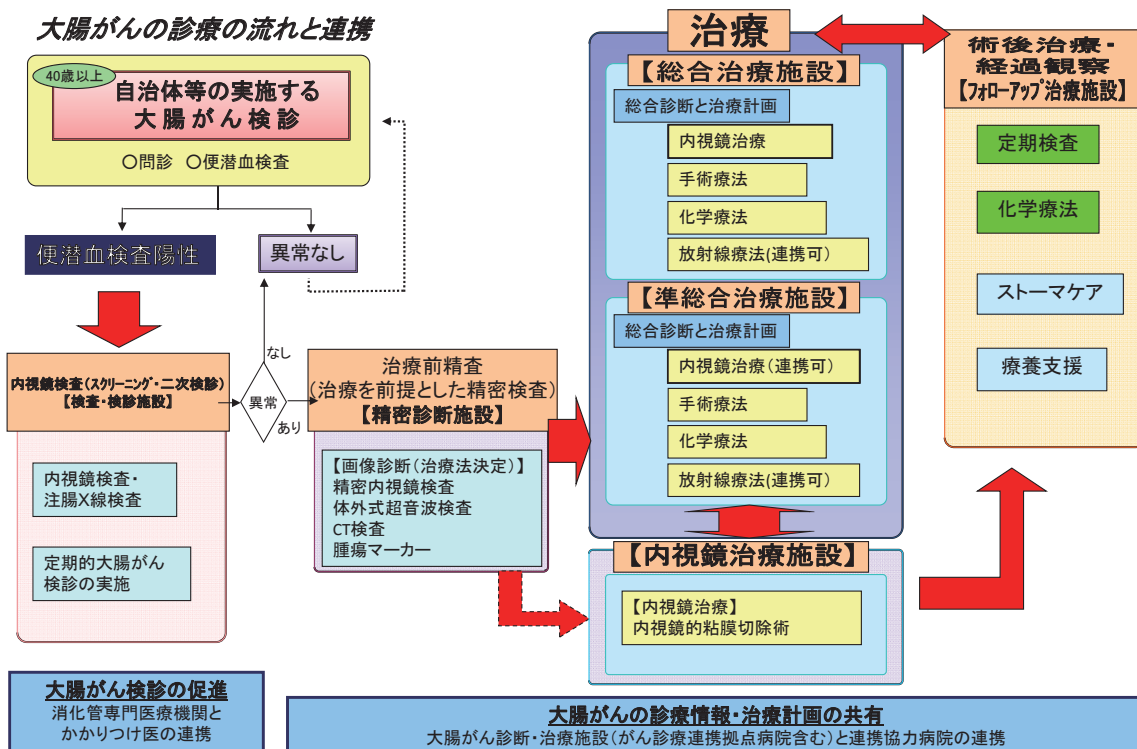 大腸がんの診療の流れと連携
40歳以上
自治体等の実施する
大腸がん検診
○問診 ○便潜血検査
便潜血検査陽性
異常なし
内視鏡検査(スクリーニング・二次検診)
【検査・検診施設】
内視鏡検査・
注腸X線検査
定期的大腸がん
検診の実施
なし
異常
あり
治療前精査
(治療を前提とした精密検査)
【精密診断施設】
【画像診断(治療法決定)】
精密内視鏡検査
体外式超音波検査
CT検査
腫瘍マーカー
治療
【総合治療施設】
総合診断と治療計画
内視鏡治療
手術療法
化学療法
放射線療法(連携可)
【準総合治療施設】
総合診断と治療計画
内視鏡治療(連携可)
手術療法
化学療法
放射線療法(連携可)
【内視鏡治療施設】
【内視鏡治療】
内視鏡的粘膜切除術
術後治療・
経過観察
【フォローアップ治療施設】
定期検査
化学療法
ストーマケア
療養支援
大腸がん検診の促進
消化管専門医療機関と
かかりつけ医の連携
大腸がんの診療情報・治療計画の共有
大腸がん診断・治療施設(がん診療連携拠点病院含む)と連携協力病院の連携